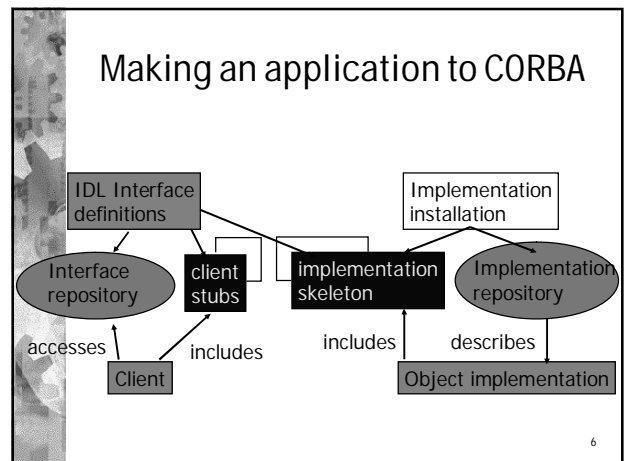 Making an application to CORBA
IDL Interface
definitions
Implementation
installation
Interface
repository
client
stubs
implementation
skeleton
Implementation
repository
accesses
includes
includes
describes
Client
Object implementation
6